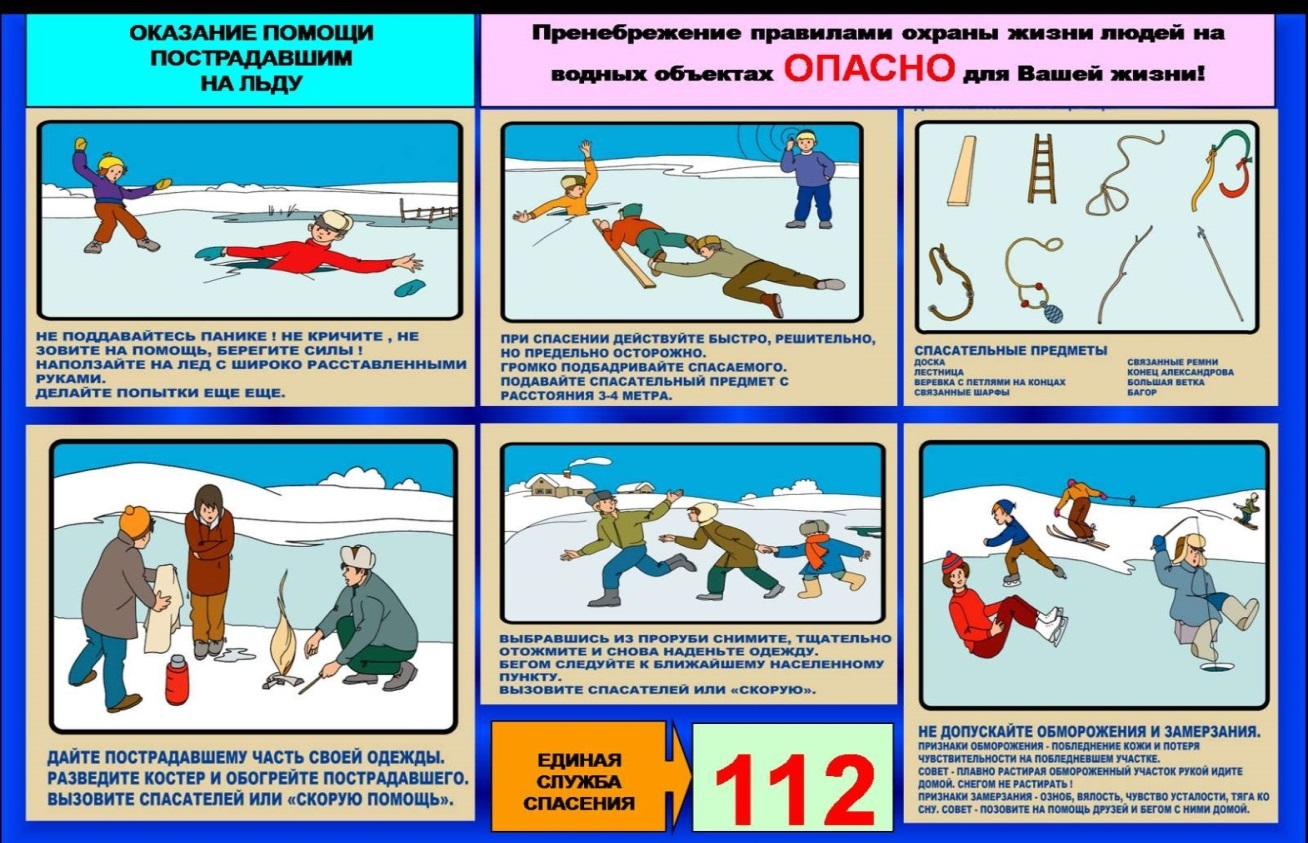 ОКАЗАНИЕ ПОМОЩИ
ПОСТРАДАВШИМ
НА ЛЬДУ
Пренебрежение правилами охраны жизни людей на
водных объектах ОПАСНО для Вашей жизни!
НЕ ПОДДАВАЙТЕСЬ ПАНИКЕ ! НЕ КРИЧИТЕ , НЕ
ЗОВИТЕ НА ПОМОЩЬ, БЕРЕГИТЕ СИЛЫ !
НАПОЛЗАЙТЕ НА ЛЕД С ШИРОКО РАССТАВЛЕННЫМИ
РУКАМИ.
ДЕЛАЙТЕ ПОПЫТКИ ЕЩЕ ЕЩЕ.
ПРИ СПАСЕНИИ ДЕЙСТВУЙТЕ БЫСТРО, РЕШИТЕЛЬНО,
НО ПРЕДЕЛЬНО ОСТОРОЖНО.
ГРОМКО ПОДБАДРИВАЙТЕ СПАСАЕМОГО.
ПОДАВАЙТЕ СПАСАТЕЛЬНЫЙ ПРЕДМЕТ С
РАССТОЯНИЯ 3-4 МЕТРА.
СПАСАТЕЛЬНЫЕ ПРЕДМЕТЫ
ДОСКА
ЛЕСТНИЦА
ВЕРЕВКА С ПЕТЛЯМИ НА КОНЦАХ
СВЯЗАННЫЕ ШАРФЫ
СВЯЗАННЫЕ РЕМНИ
КОНЕЦ АЛЕКСАНДРОВА
БОЛЬШАЯ ВЕТКА
БАГОР
ДАЙТЕ ПОСТРАДАВШЕМУ ЧАСТЬ СВОЕЙ ОДЕЖДЫ.
РАЗВЕДИТЕ КОСТЕР И ОБОГРЕЙТЕ ПОСТРАДАВШЕГО.
ВЫЗОВИТЕ СПАСАТЕЛЕЙ ИЛИ «СКОРУЮ ПОМОЩЬ».
ВЫБРАВШИСЬ ИЗ ПРОРУБИ СНИМИТЕ, ТЩАТЕЛЬНО
ОТОЖМИТЕ И СНОВА НАДЕНЬТЕ ОДЕЖДУ.
БЕГОМ СЛЕДУЙТЕ К БЛИЖАЙШЕМУ НАСЕЛЕННОМУ
ПУНКТУ.
ВЫЗОВИТЕ СПАСАТЕЛЕЙ ИЛИ «СКОРУЮ».
ЕДИНАЯ
СЛУЖБА
СПАСЕНИЯ
112
НЕ ДОПУСКАЙТЕ ОБМОРОЖЕНИЯ И ЗАМЕРЗАНИЯ.
ПРИЗНАКИ ОБМОРОЖЕНИЯ - ПОБЛЕДНЕНИЕ КОЖИ И ПОТЕРЯ
ЧУВСТВИТЕЛЬНОСТИ НА ПОБЛЕДНЕВШЕМ УЧАСТКЕ.
СОВЕТ - ПЛАВНО РАСТИРАЯ ОБМОРОЖЕННЫЙ УЧАСТОК РУКОЙ ИДИТЕ
ДОМОЙ. СНЕГОМ НЕ РАСТИРАТЬ !
ПРИЗНАКИ ЗАМЕРЗАНИЯ - ОЗНОБ, ВЯЛОСТЬ, ЧУВСТВО УСТАЛОСТИ, ТЯГА КО
СНУ. СОВЕТ - ПОЗОВИТЕ НА ПОМОЩЬ ДРУЗЕЙ И БЕГОМ С НИМИ ДОМОЙ.